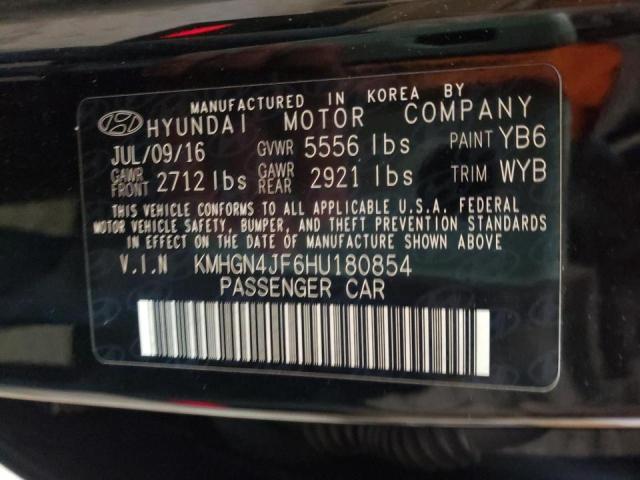 MANUFACTURED IN KOREA BY
HYUNDAI MOTOR COMPANY
JUL/09/16 GVWR 5556 lbs PAINT YB6
GAWR FRONT 2712 lbs GAWR REAR 2921 lbs TRIM WYB
THIS VEHICLE CONFORMS TO ALL APPLICABLE U.S.A. FEDERAL
MOTOR VEHICLE SAFETY, BUMPER, AND THEFT PREVENTION STANDARDS
IN EFFECT ON THE DATE OF MANUFACTURE SHOWN ABOVE
V.I.N KMHGN4JF6HU180854
PASSENGER CAR